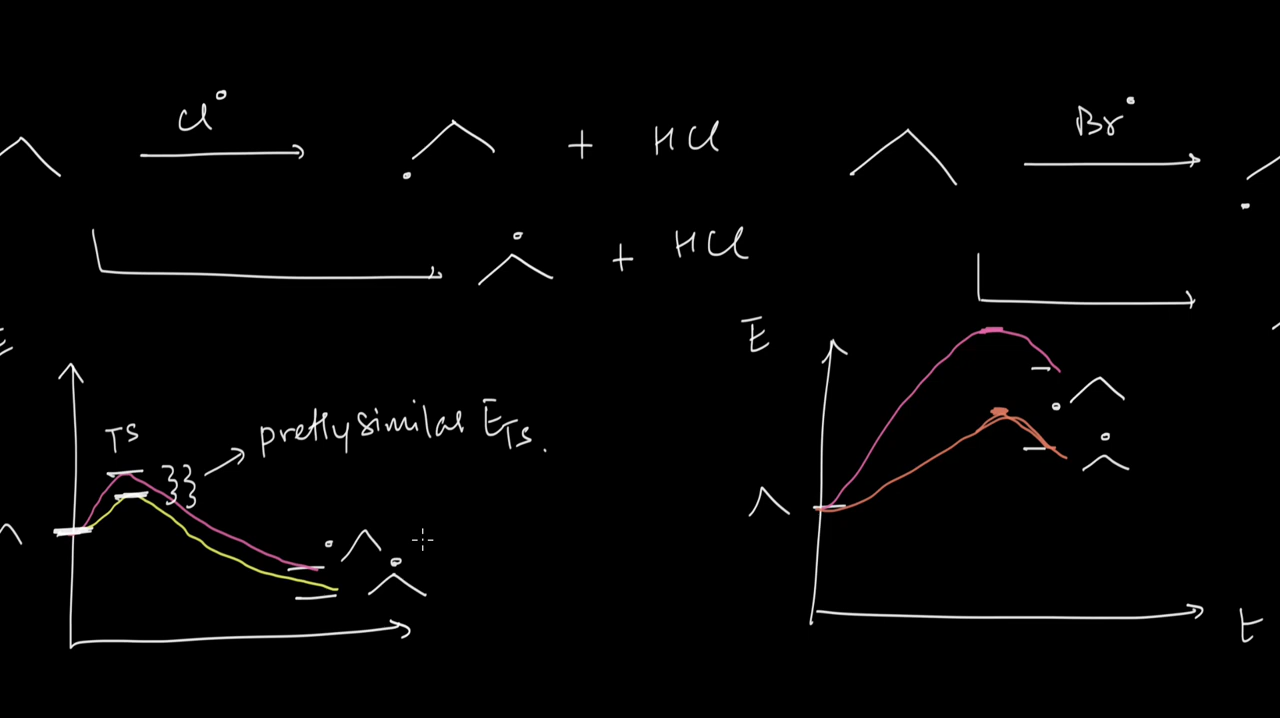 Cl°
+ HCl
Br°
+ HCl
E
E
TS
pretty similar E_TS.
t